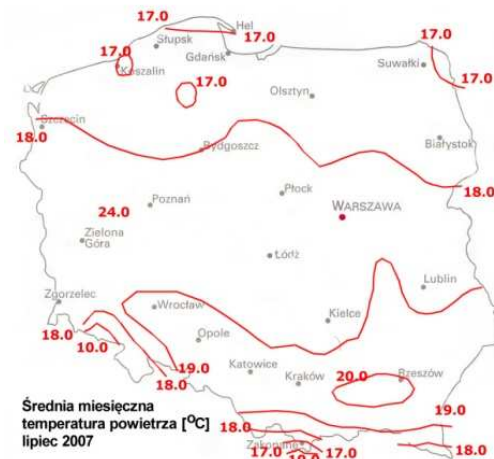 17.0
Hel
Słupsk
17.0
17.0
17.0
Gdańsk
Koszalin
17.0
Suwałki
17.0
Olsztyn
Szczecin
18.0
Białystok
Bydgoszcz
Płock
18.0
Poznań
24.0
WARSZAWA
Zielona
Góra
Łódź
Zgorzelec
Lublin
Wrocław
18.0
Kielce
Opole
10.0
19.0
Katowice
18.0
Kraków
20.0
Rzeszów
Średnia miesięczna
temperatura powietrza [°C]
lipiec 2007
19.0
18.0
Zakopane
17.0
17.0
18.0